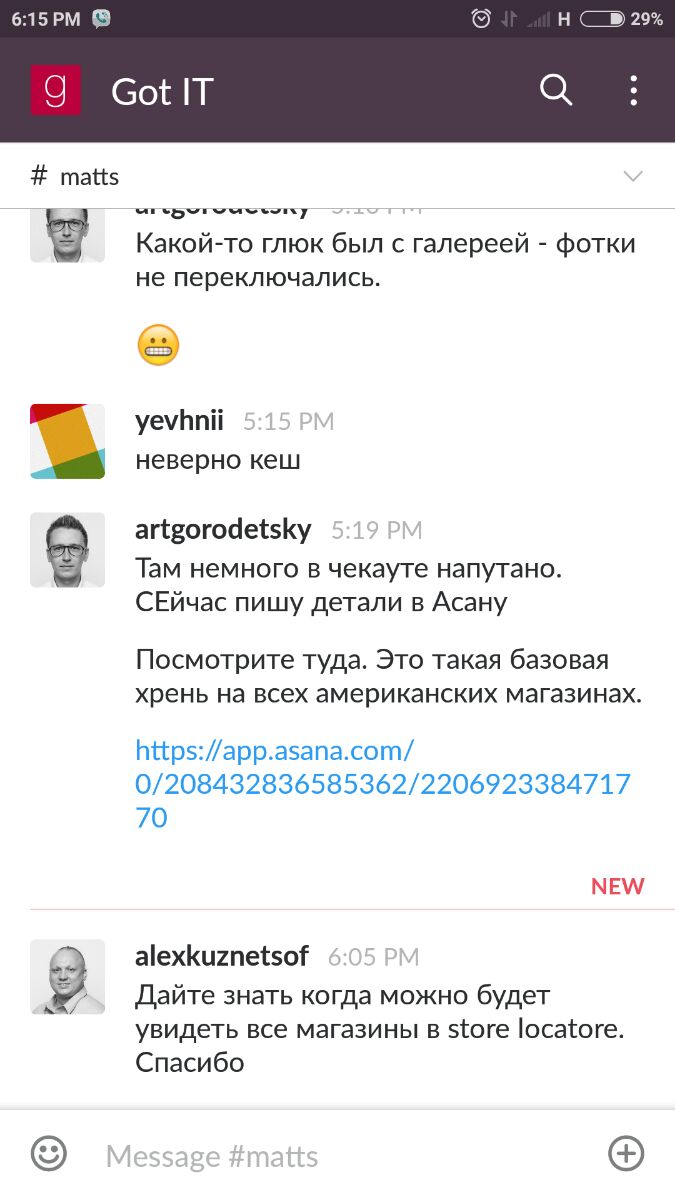 6:15 PM
H
29%
g
Got IT
# matts
artgorodetsky
Какой-то глюк был с галереей - фотки
не переключались.
yevhnii 5:15 PM
неверно кеш
artgorodetsky 5:19 PM
Там немного в чекауте напутано.
СЕйчас пишу детали в Асану
Посмотрите туда. Это такая базовая
хрень на всех американских магазинах.
https://app.asana.com/
0/208432836585362/2206923384717
70
NEW
alexkuznetsof 6:05 PM
Дайте знать когда можно будет
увидеть все магазины в store locatore.
Спасибо
Message #matts